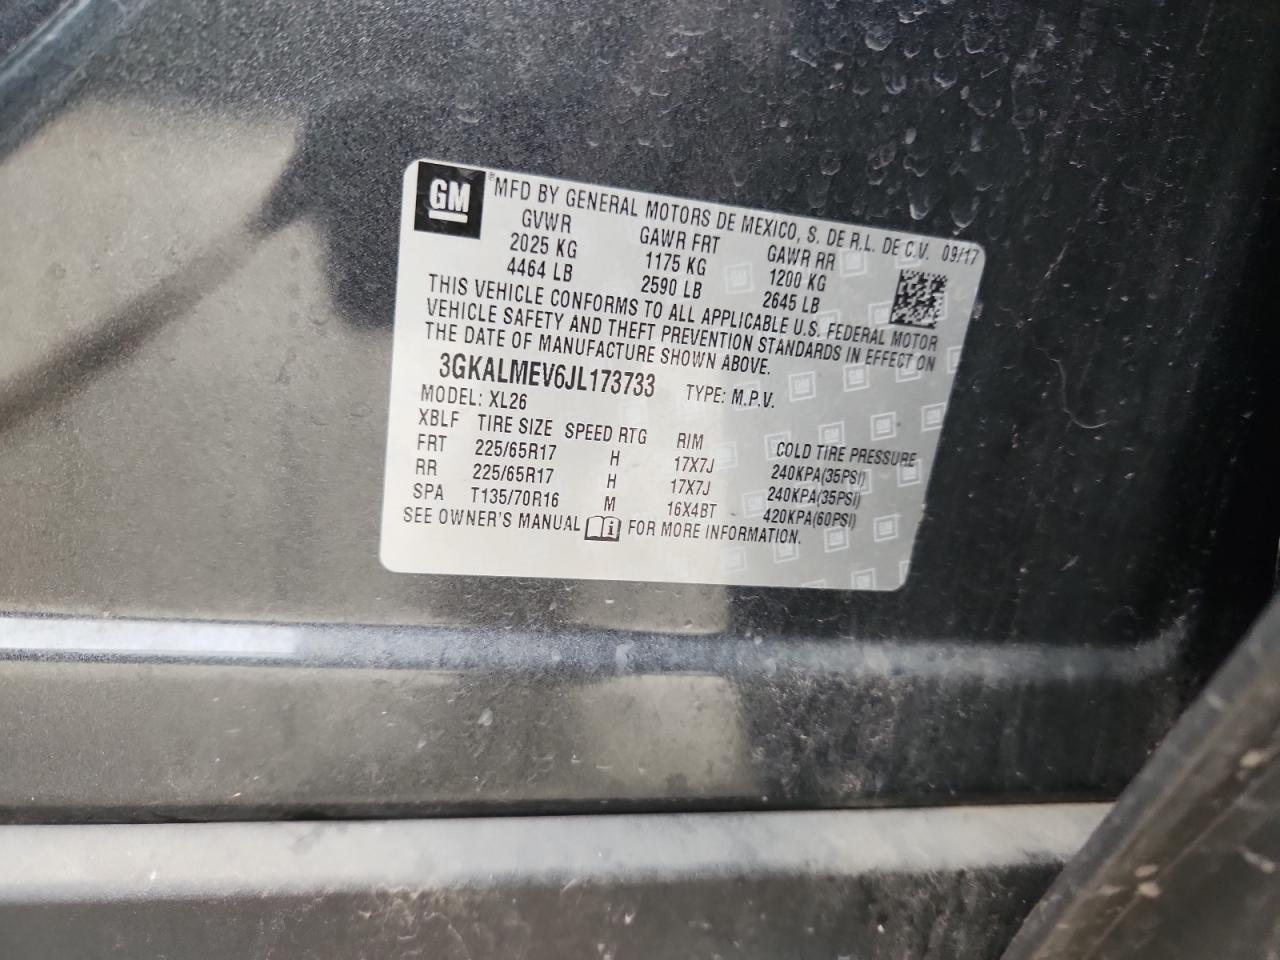 GM ® MFD BY GENERAL MOTORS DE MEXICO, S. DE R.L. DE C.V. 09/17
GVWR GAWR FRT GAWR RR
2025 KG 1175 KG 1200 KG
4464 LB 2590 LB 2645 LB
THIS VEHICLE CONFORMS TO ALL APPLICABLE U.S. FEDERAL MOTOR
VEHICLE SAFETY AND THEFT PREVENTION STANDARDS IN EFFECT ON
THE DATE OF MANUFACTURE SHOWN ABOVE.
3GKALMEV6JL173733 TYPE: M.P.V.
MODEL: XL26
XBLF TIRE SIZE SPEED RTG RIM COLD TIRE PRESSURE
FRT 225/65R17 H 17X7J 240KPA(35PSI)
RR 225/65R17 H 17X7J 240KPA(35PSI)
SPA T135/70R16 M 16X4BT 420KPA(60PSI)
SEE OWNER'S MANUAL i FOR MORE INFORMATION.